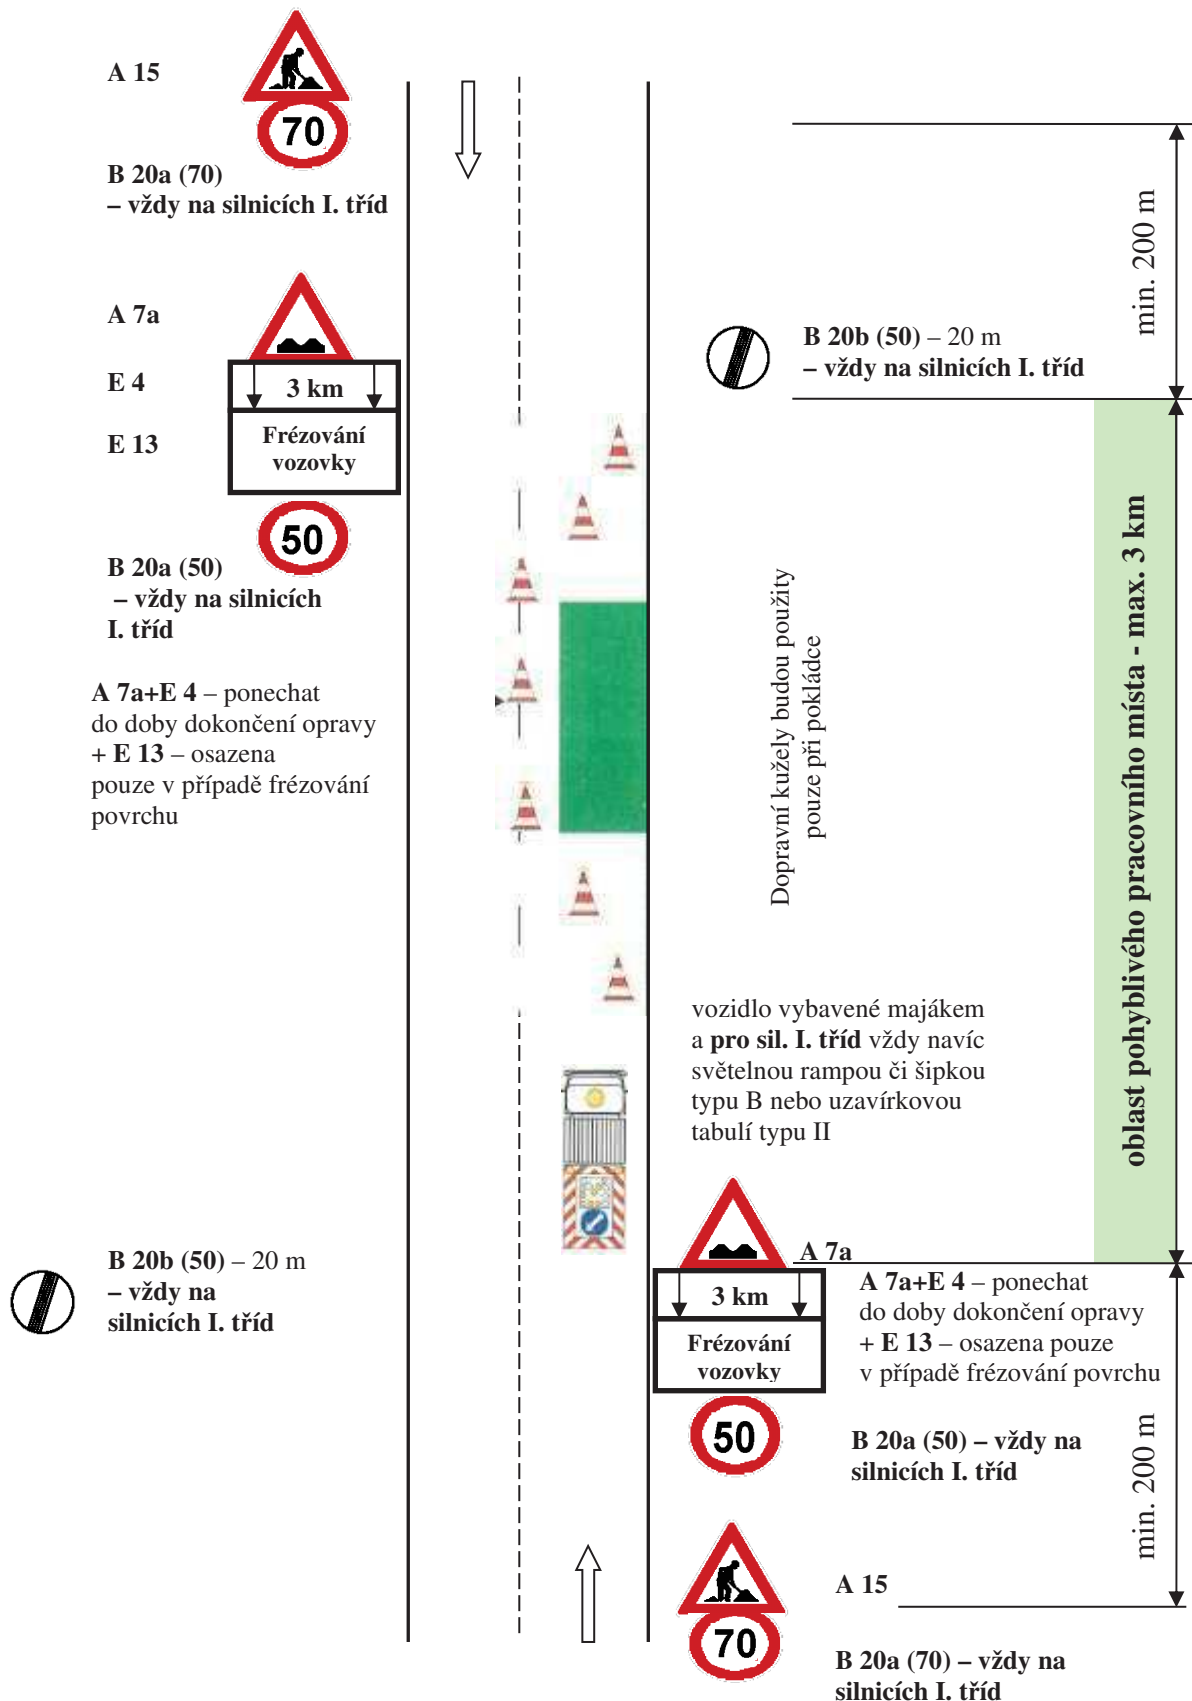 A 15
70
B 20a (70)
– vždy na silnicích I. tříd
A 7a
E 4
3 km
E 13
Frézování
vozovky
50
B 20a (50)
– vždy na silnicích
I. tříd
A 7a+E 4 – ponechat
do doby dokončení opravy
+ E 13 – osazena
pouze v případě frézování
povrchu
B 20b (50) – 20 m
– vždy na
silnicích I. tříd
min. 200 m
B 20b (50) – 20 m
– vždy na silnicích I. tříd
Dopravní kužely budou použity
pouze při pokládce
oblast pohyblivého pracovního místa - max. 3 km
vozidlo vybavené majákem
a pro sil. I. tříd vždy navíc
světelnou rampou či šipkou
typu B nebo uzavírkovou
tabulí typu II
A 7a
3 km
Frézování
vozovky
A 7a+E 4 – ponechat
do doby dokončení opravy
+ E 13 – osazena pouze
v případě frézování povrchu
50
B 20a (50) – vždy na
silnicích I. tříd
min. 200 m
A 15
70
B 20a (70) – vždy na
silnicích I. tříd